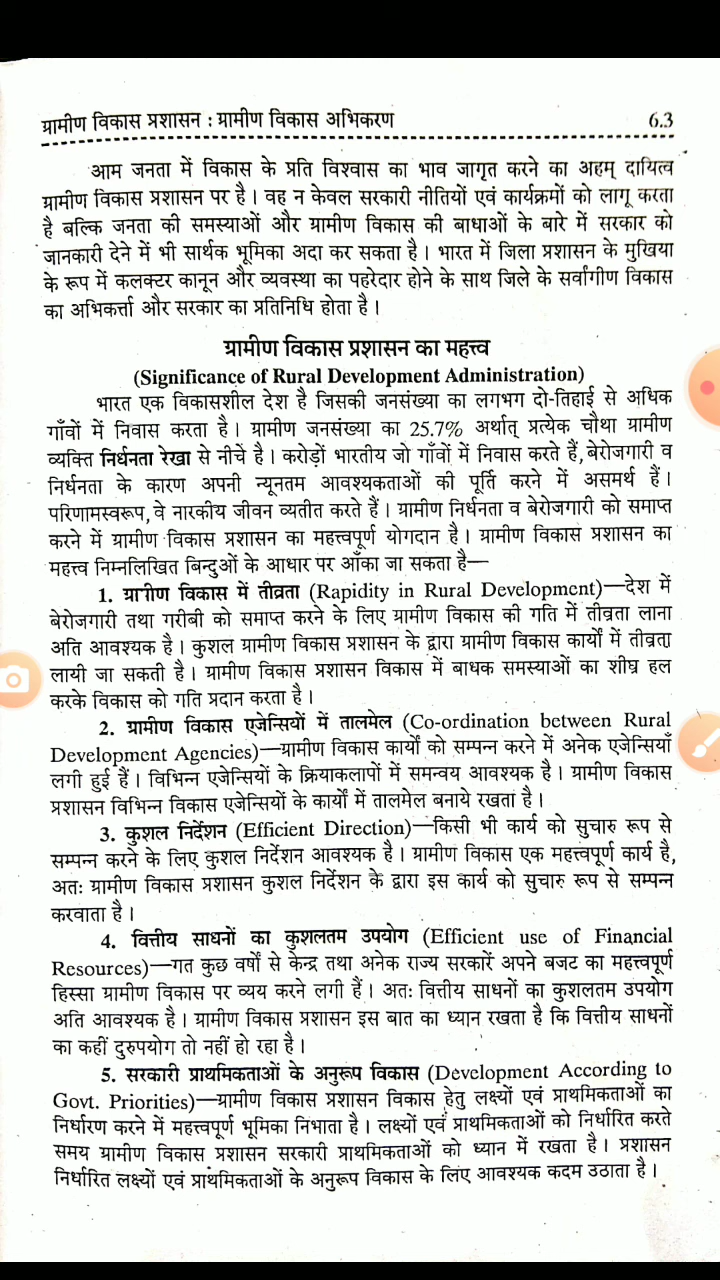 ग्रामीण विकास प्रशासन : ग्रामीण विकास अभिकरण 6.3
आम जनता में विकास के प्रति विश्वास का भाव जागृत करने का अहम् दायित्व
ग्रामीण विकास प्रशासन पर है। वह न केवल सरकारी नीतियों एवं कार्यक्रमों को लागू करता
है बल्कि जनता की समस्याओं और ग्रामीण विकास की बाधाओं के बारे में सरकार को
जानकारी देने में भी सार्थक भूमिका अदा कर सकता है। भारत में जिला प्रशासन के मुखिया
के रूप में कलक्टर कानून और व्यवस्था का पहरेदार होने के साथ जिले के सर्वांगीण विकास
का अभिकर्त्ता और सरकार का प्रतिनिधि होता है।
ग्रामीण विकास प्रशासन का महत्त्व
(Significance of Rural Development Administration)
भारत एक विकासशील देश है जिसकी जनसंख्या का लगभग दो-तिहाई से अधिक
गाँवों में निवास करता है। ग्रामीण जनसंख्या का 25.7% अर्थात् प्रत्येक चौथा ग्रामीण
व्यक्ति निर्धनता रेखा से नीचें है। करोड़ों भारतीय जो गाँवों में निवास करते हैं, बेरोजगारी व
निर्धनता के कारण अपनी न्यूनतम आवश्यकताओं की पूर्ति करने में असमर्थ हैं।
परिणामस्वरूप, वे नारकीय जीवन व्यतीत करते हैं। ग्रामीण निर्धनता व बेरोजगारी को समाप्त
करने में ग्रामीण विकास प्रशासन का महत्त्वपूर्ण योगदान है। ग्रामीण विकास प्रशासन का
महत्त्व निम्नलिखित बिन्दुओं के आधार पर आँका जा सकता है—
1. ग्रामीण विकास में तीव्रता (Rapidity in Rural Development)—देश में
बेरोजगारी तथा गरीबी को समाप्त करने के लिए ग्रामीण विकास की गति में तीव्रता लाना
अति आवश्यक है। कुशल ग्रामीण विकास प्रशासन के द्वारा ग्रामीण विकास कार्यों में तीव्रता
लायी जा सकती है। ग्रामीण विकास प्रशासन विकास में बाधक समस्याओं का शीघ्र हल
करके विकास को गति प्रदान करता है।
2. ग्रामीण विकास एजेन्सियों में तालमेल (Co-ordination between Rural
Development Agencies)—ग्रामीण विकास कार्यों को सम्पन्न करने में अनेक एजेन्सियाँ
लगी हुई हैं। विभिन्न एजेन्सियों के क्रियाकलापों में समन्वय आवश्यक है। ग्रामीण विकास
प्रशासन विभिन्न विकास एजेन्सियों के कार्यों में तालमेल बनाये रखता है।
3. कुशल निर्देशन (Efficient Direction)—किसी भी कार्य को सुचारु रूप से
सम्पन्न करने के लिए कुशल निर्देशन आवश्यक है। ग्रामीण विकास एक महत्त्वपूर्ण कार्य है,
अतः ग्रामीण विकास प्रशासन कुशल निर्देशन के द्वारा इस कार्य को सुचारु रूप से सम्पन्न
करवाता है।
4. वित्तीय साधनों का कुशलतम उपयोग (Efficient use of Financial
Resources)—गत कुछ वर्षों से केन्द्र तथा अनेक राज्य सरकारें अपने बजट का महत्त्वपूर्ण
हिस्सा ग्रामीण विकास पर व्यय करने लगी हैं। अतः वित्तीय साधनों का कुशलतम उपयोग
अति आवश्यक है। ग्रामीण विकास प्रशासन इस बात का ध्यान रखता है कि वित्तीय साधनों
का कहीं दुरुपयोग तो नहीं हो रहा है।
5. सरकारी प्राथमिकताओं के अनुरूप विकास (Development According to
Govt. Priorities)—ग्रामीण विकास प्रशासन विकास हेतु लक्ष्यों एवं प्राथमिकताओं का
निर्धारण करने में महत्त्वपूर्ण भूमिका निभाता है। लक्ष्यों एवं प्राथमिकताओं को निर्धारित करते
समय ग्रामीण विकास प्रशासन सरकारी प्राथमिकताओं को ध्यान में रखता है। प्रशासन
निर्धारित लक्ष्यों एवं प्राथमिकताओं के अनुरूप विकास के लिए आवश्यक कदम उठाता है।